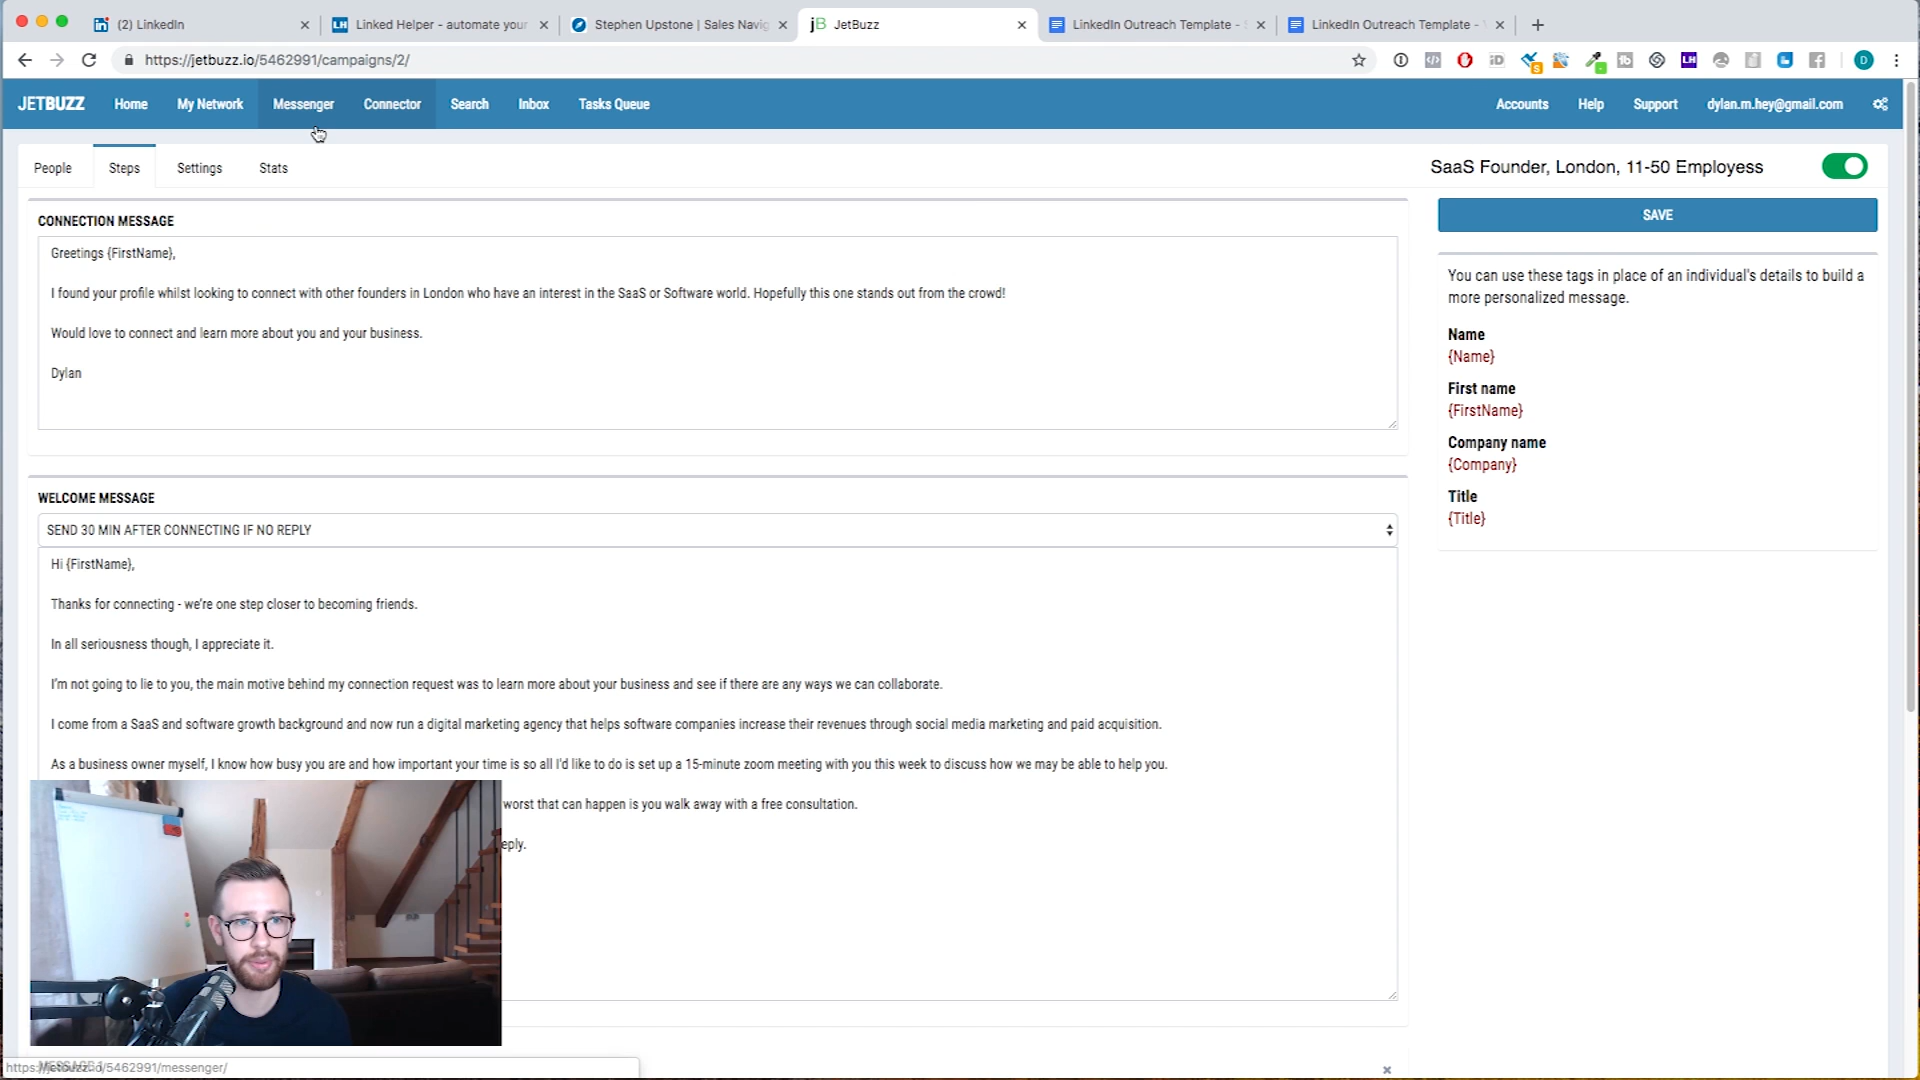 (2) LinkedIn
Linked Helper - automate your
Stephen Upstone | Sales Navig
JetBuzz
LinkedIn Outreach Template -
LinkedIn Outreach Template -
https://jetbuzz.io/5462991/campaigns/2/
JETBUZZ Home My Network Messenger Connector Search Inbox Tasks Queue Accounts Help Support dylan.m.hey@gmail.com
People Steps Settings Stats
SaaS Founder, London, 11-50 Employess
CONNECTION MESSAGE
Greetings {FirstName},
I found your profile whilst looking to connect with other founders in London who have an interest in the SaaS or Software world. Hopefully this one stands out from the crowd!
Would love to connect and learn more about you and your business.
Dylan
WELCOME MESSAGE
SEND 30 MIN AFTER CONNECTING IF NO REPLY
Hi {FirstName},
Thanks for connecting - we're one step closer to becoming friends.
In all seriousness though, I appreciate it.
I'm not going to lie to you, the main motive behind my connection request was to learn more about your business and see if there are any ways we can collaborate.
I come from a SaaS and software growth background and now run a digital marketing agency that helps software companies increase their revenues through social media marketing and paid acquisition.
As a business owner myself, I know how busy you are and how important your time is so all I'd like to do is set up a 15-minute zoom meeting with you this week to discuss how we may be able to help you.
worst that can happen is you walk away with a free consultation.
eply.
SAVE
You can use these tags in place of an individual's details to build a
more personalized message.
Name
{Name}
First name
{FirstName}
Company name
{Company}
Title
{Title}
https://jetbuzz.io/5462991/messenger/